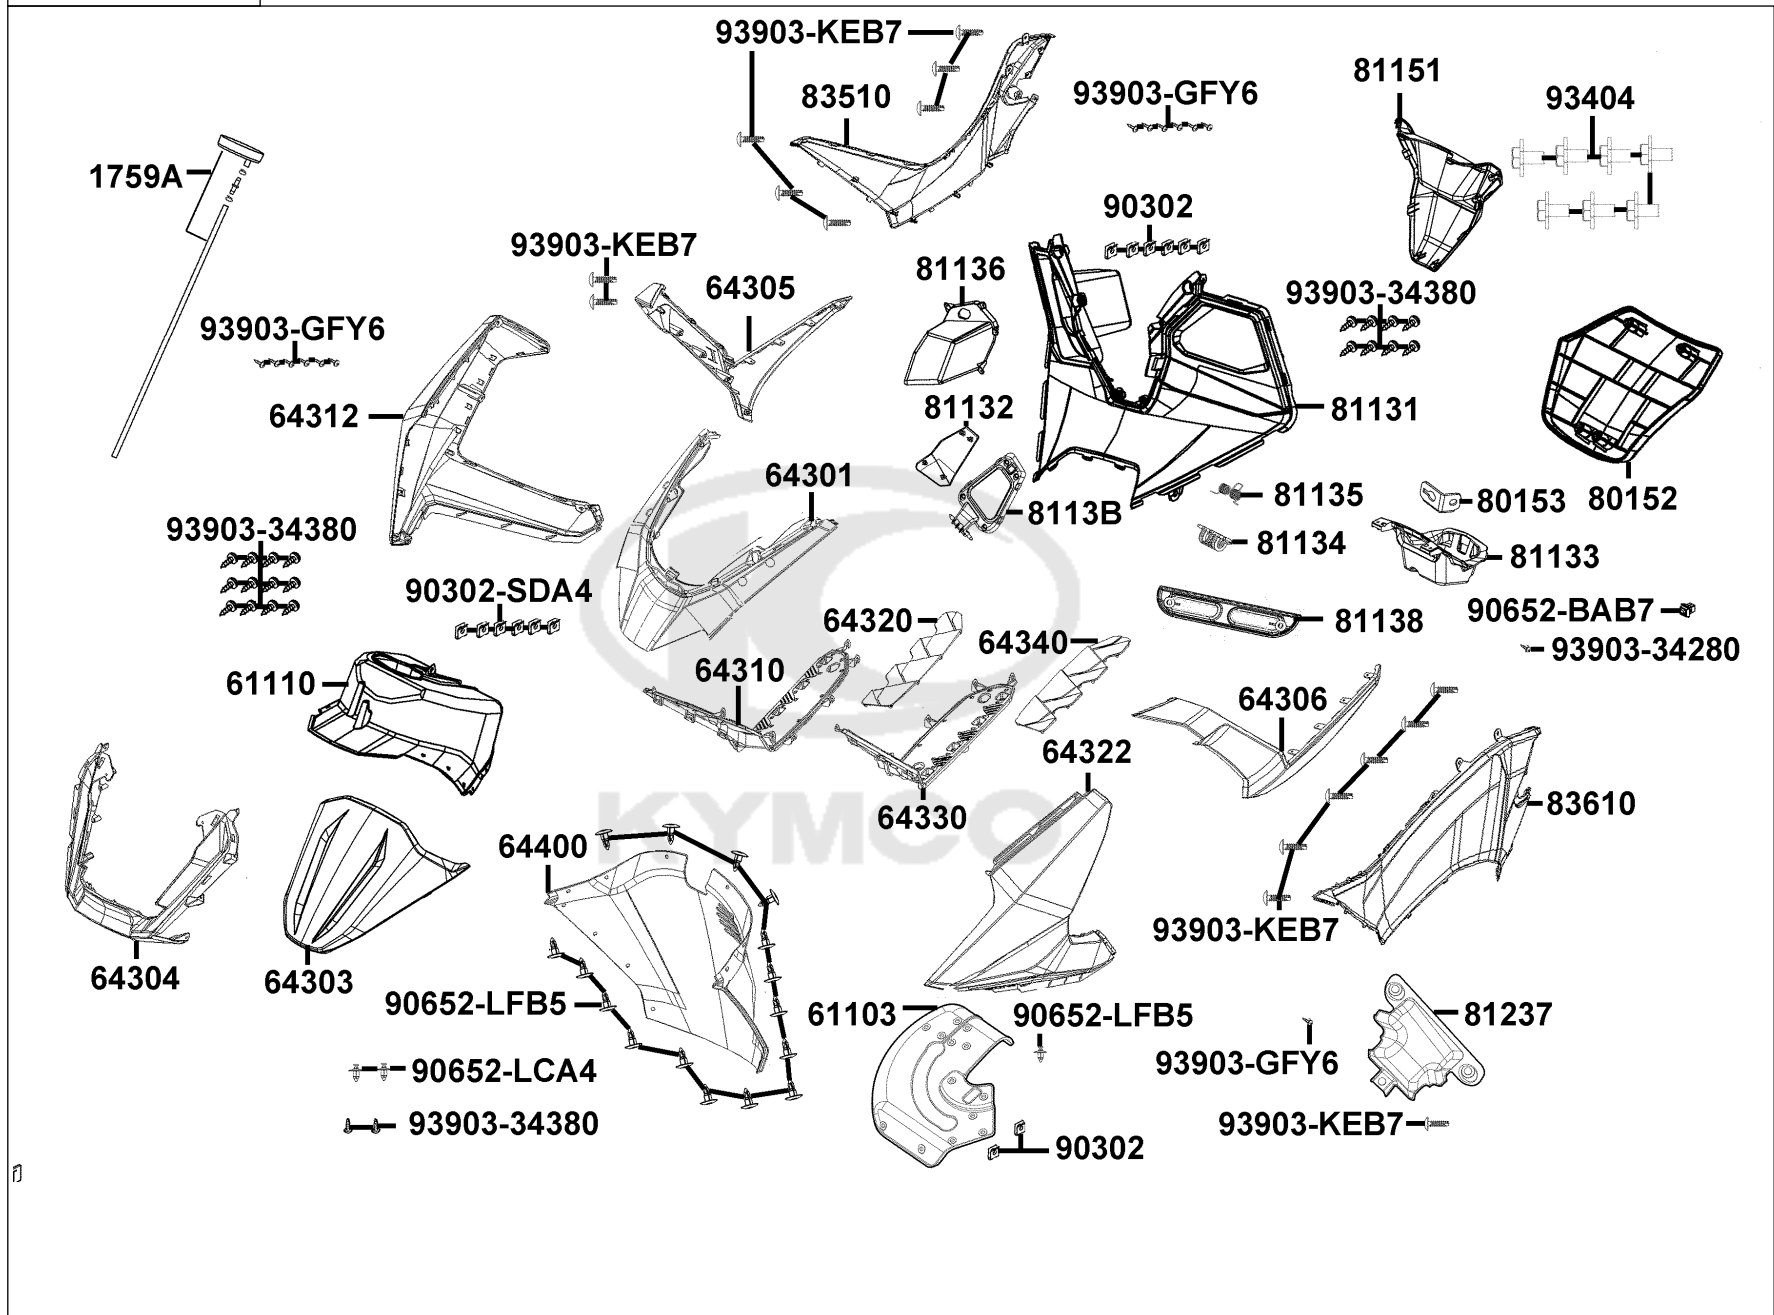 93903-KEB7
83510
93903-GFY6
81151
93404
1759A
90302
93903-KEB7
81136
64305
93903-34380
93903-GFY6
64312
81132
81131
64301
8113B
81135
80153
80152
93903-34380
81134
81133
90302-SDA4
64320
64340
81138
90652-BAB7
93903-34280
61110
64310
64306
64322
64330
83610
KYMCO
64400
93903-KEB7
64304
64303
90652-LFB5
61103
90652-LFB5
81237
93903-GFY6
90652-LCA4
93903-34380
93903-KEB7
90302